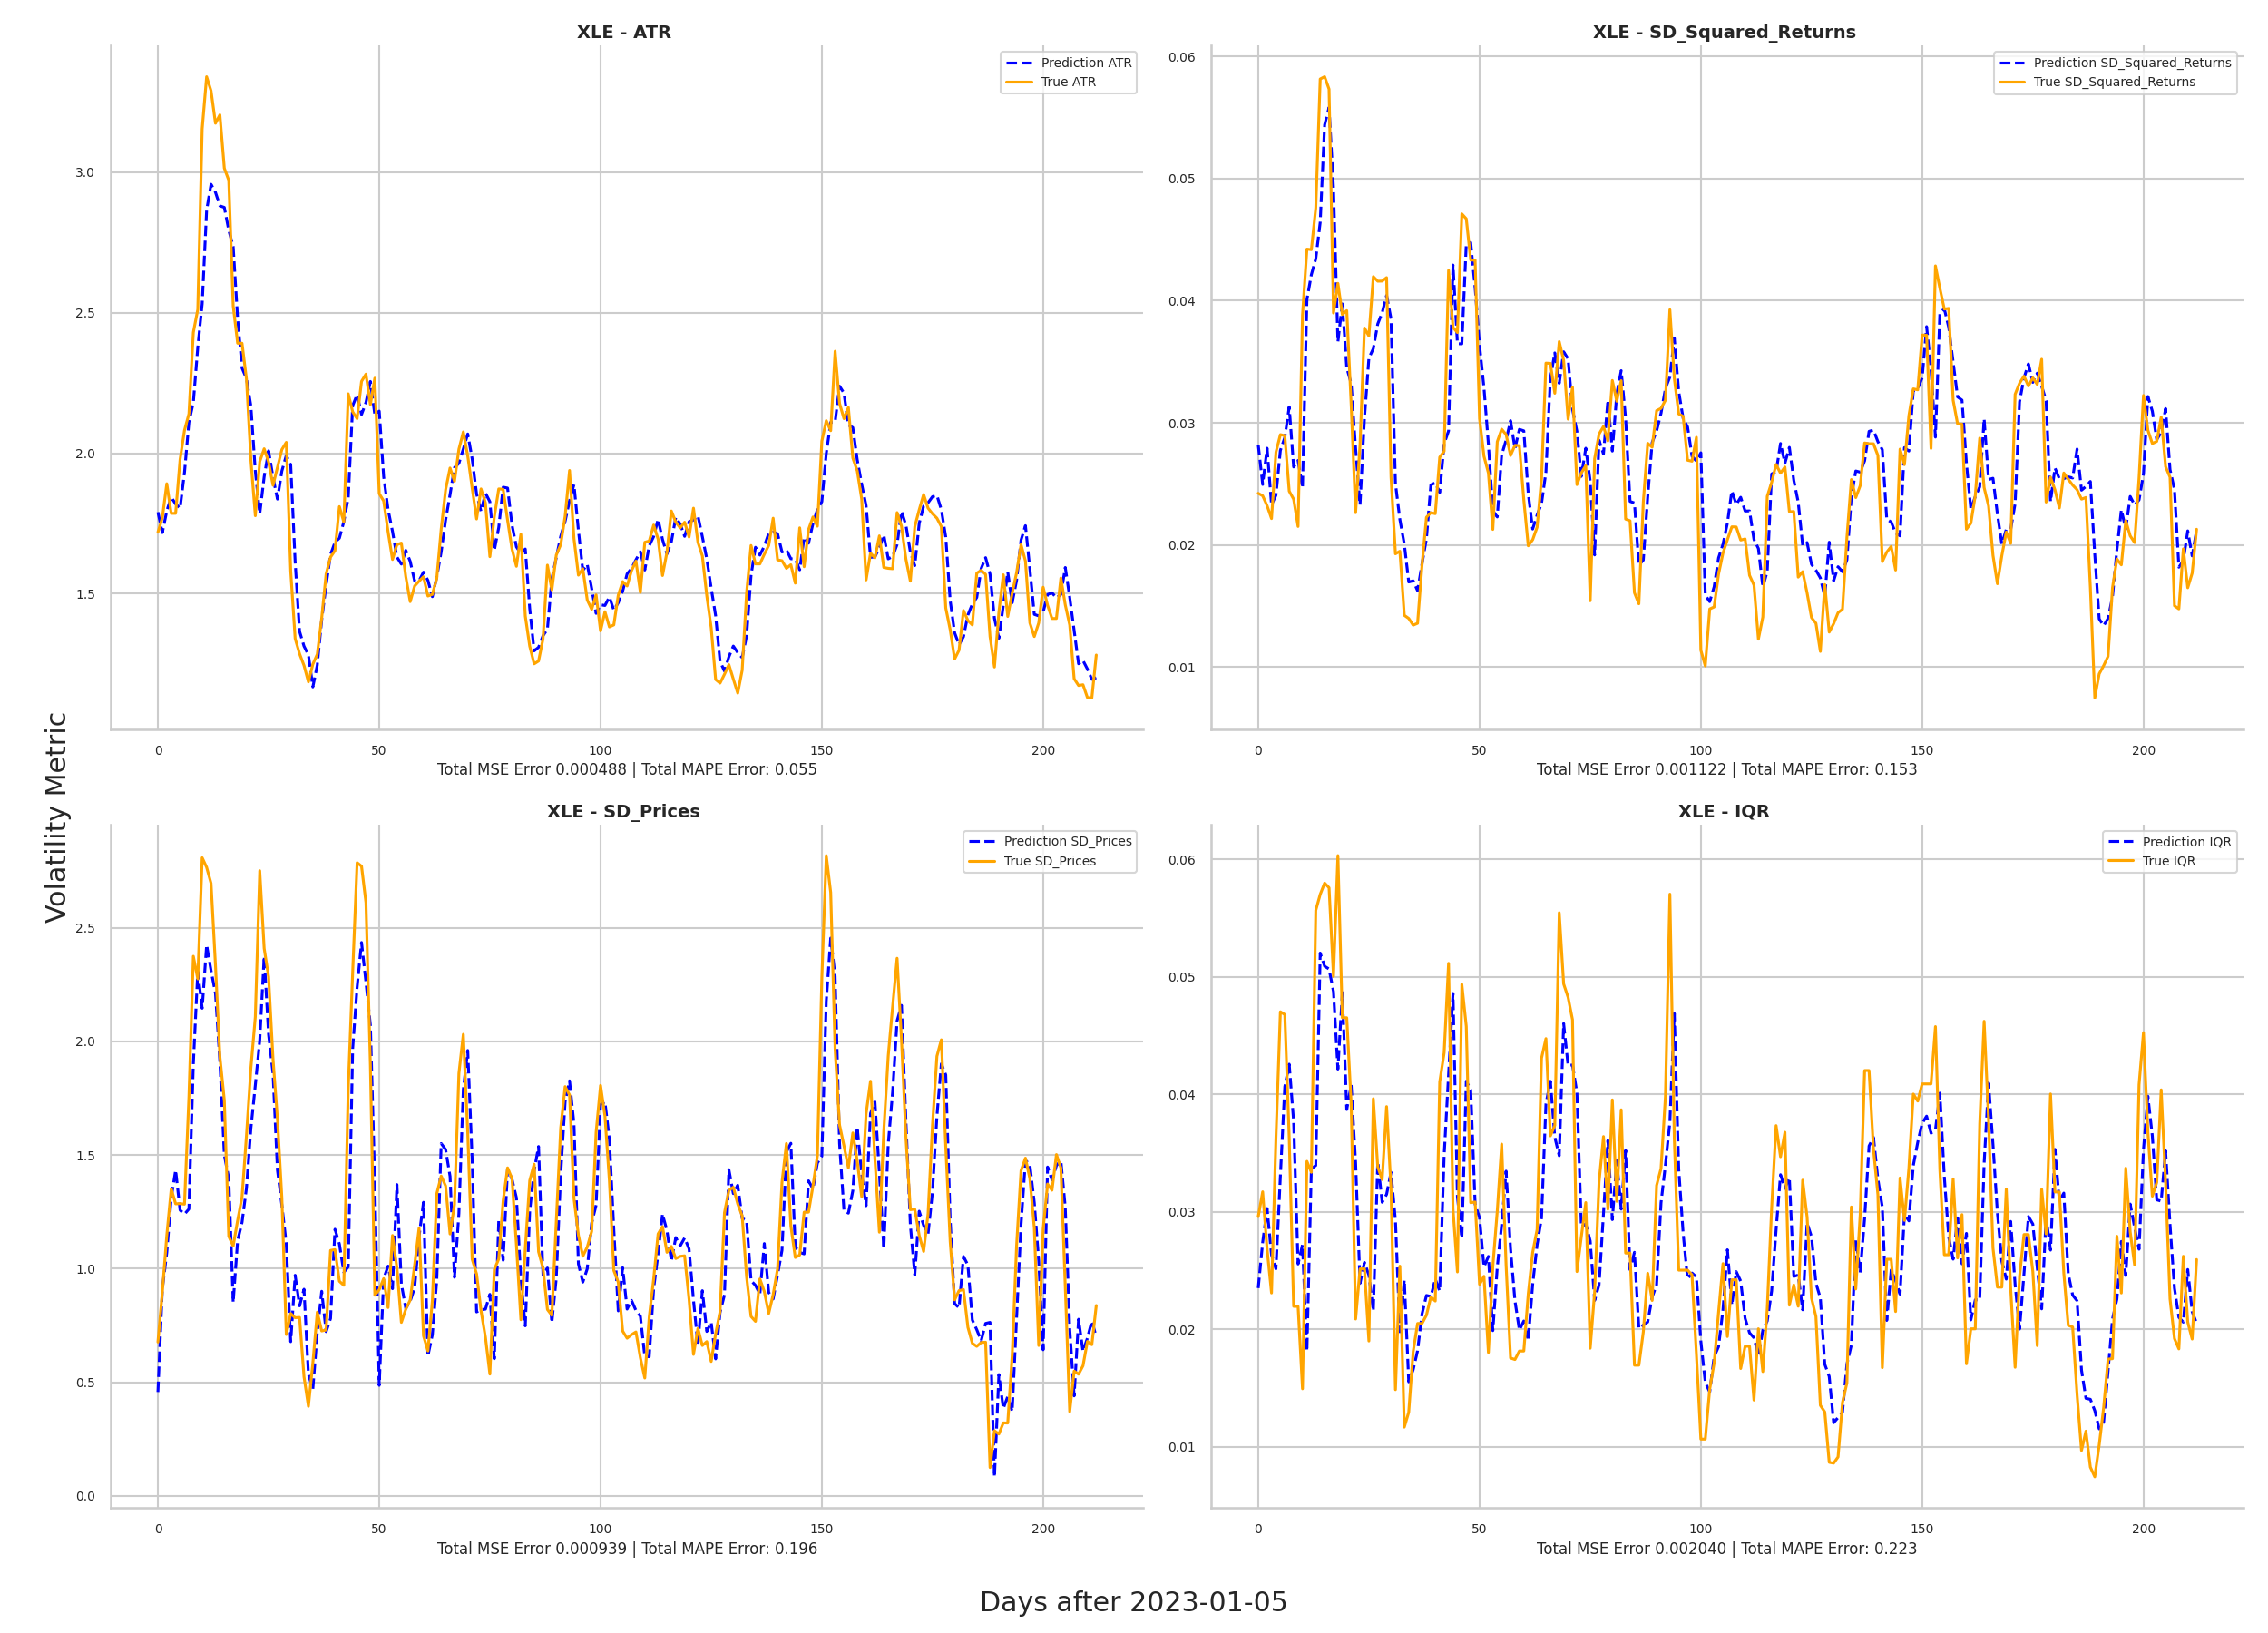 XLE - ATR
Prediction ATR
True ATR
3.0
2.5
2.0
1.5
0
50
100
150
200
Total MSE Error 0.000488 | Total MAPE Error: 0.055
XLE - SD_Squared_Returns
Prediction SD_Squared_Returns
True SD_Squared_Returns
0.06
0.05
0.04
0.03
0.02
0.01
0
50
100
150
200
Total MSE Error 0.001122 | Total MAPE Error: 0.153
Volatility Metric
XLE - SD_Prices
Prediction SD_Prices
True SD_Prices
2.5
2.0
1.5
1.0
0.5
0.0
0
50
100
150
200
Total MSE Error 0.000939 | Total MAPE Error: 0.196
XLE - IQR
Prediction IQR
True IQR
0.06
0.05
0.04
0.03
0.02
0.01
0
50
100
150
200
Total MSE Error 0.002040 | Total MAPE Error: 0.223
Days after 2023-01-05